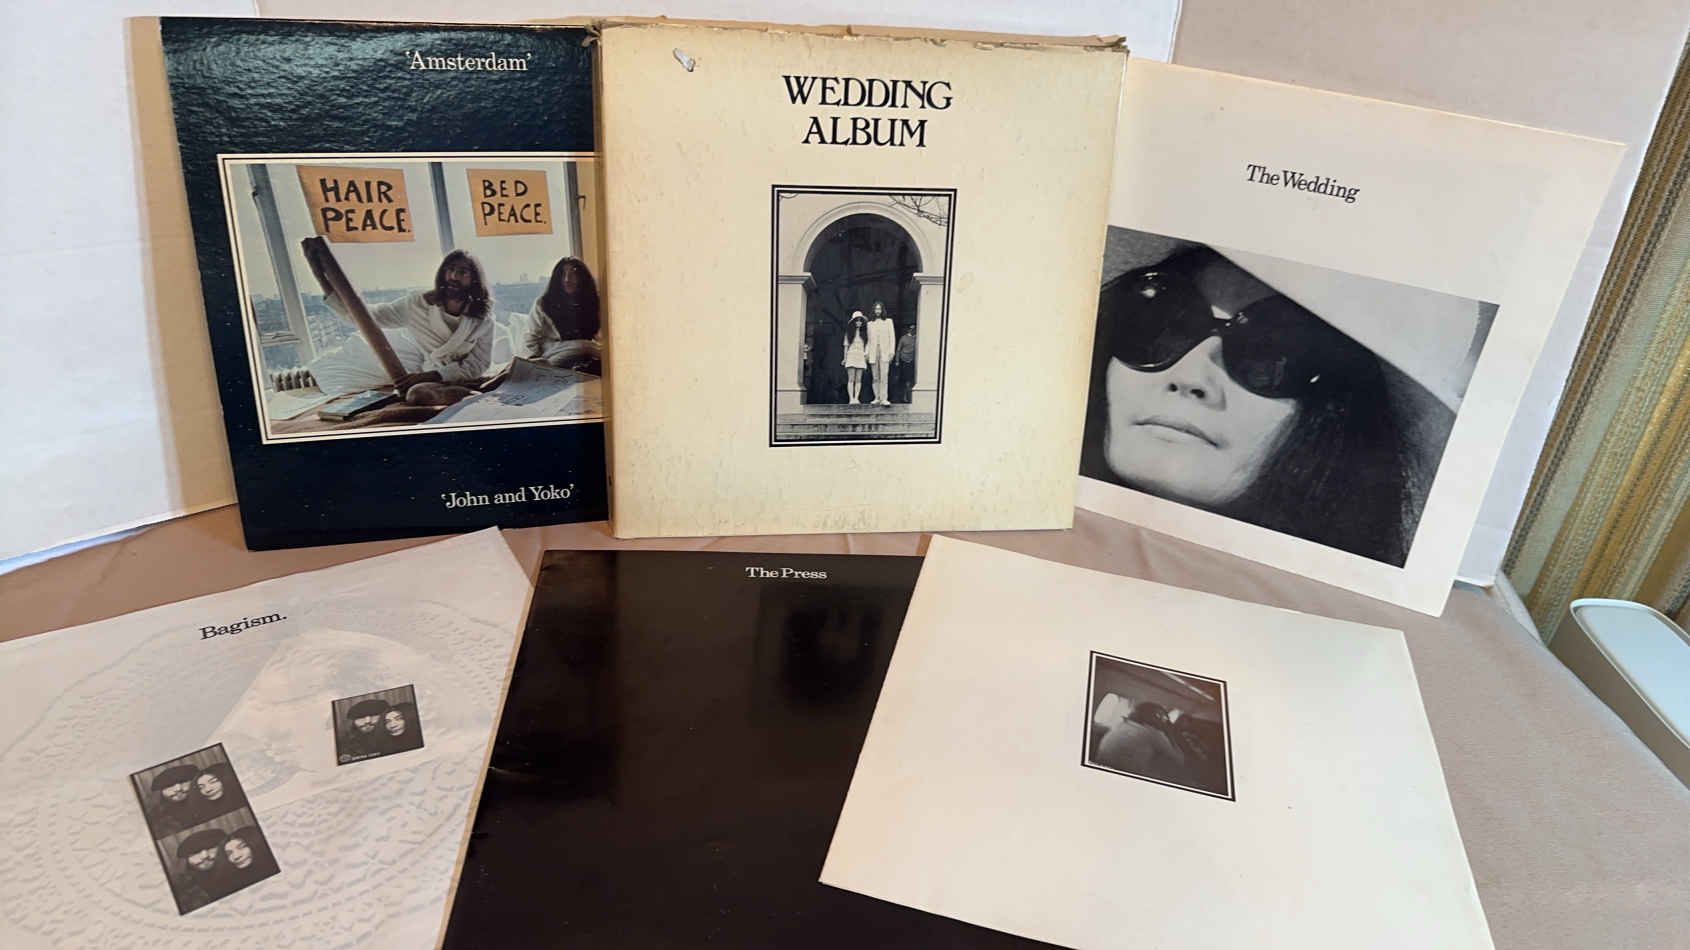 'Amsterdam'
HAIR
PEACE.
BED
PEACE.
'John and Yoko'
WEDDING
ALBUM
The Wedding
Bagism.
The Press